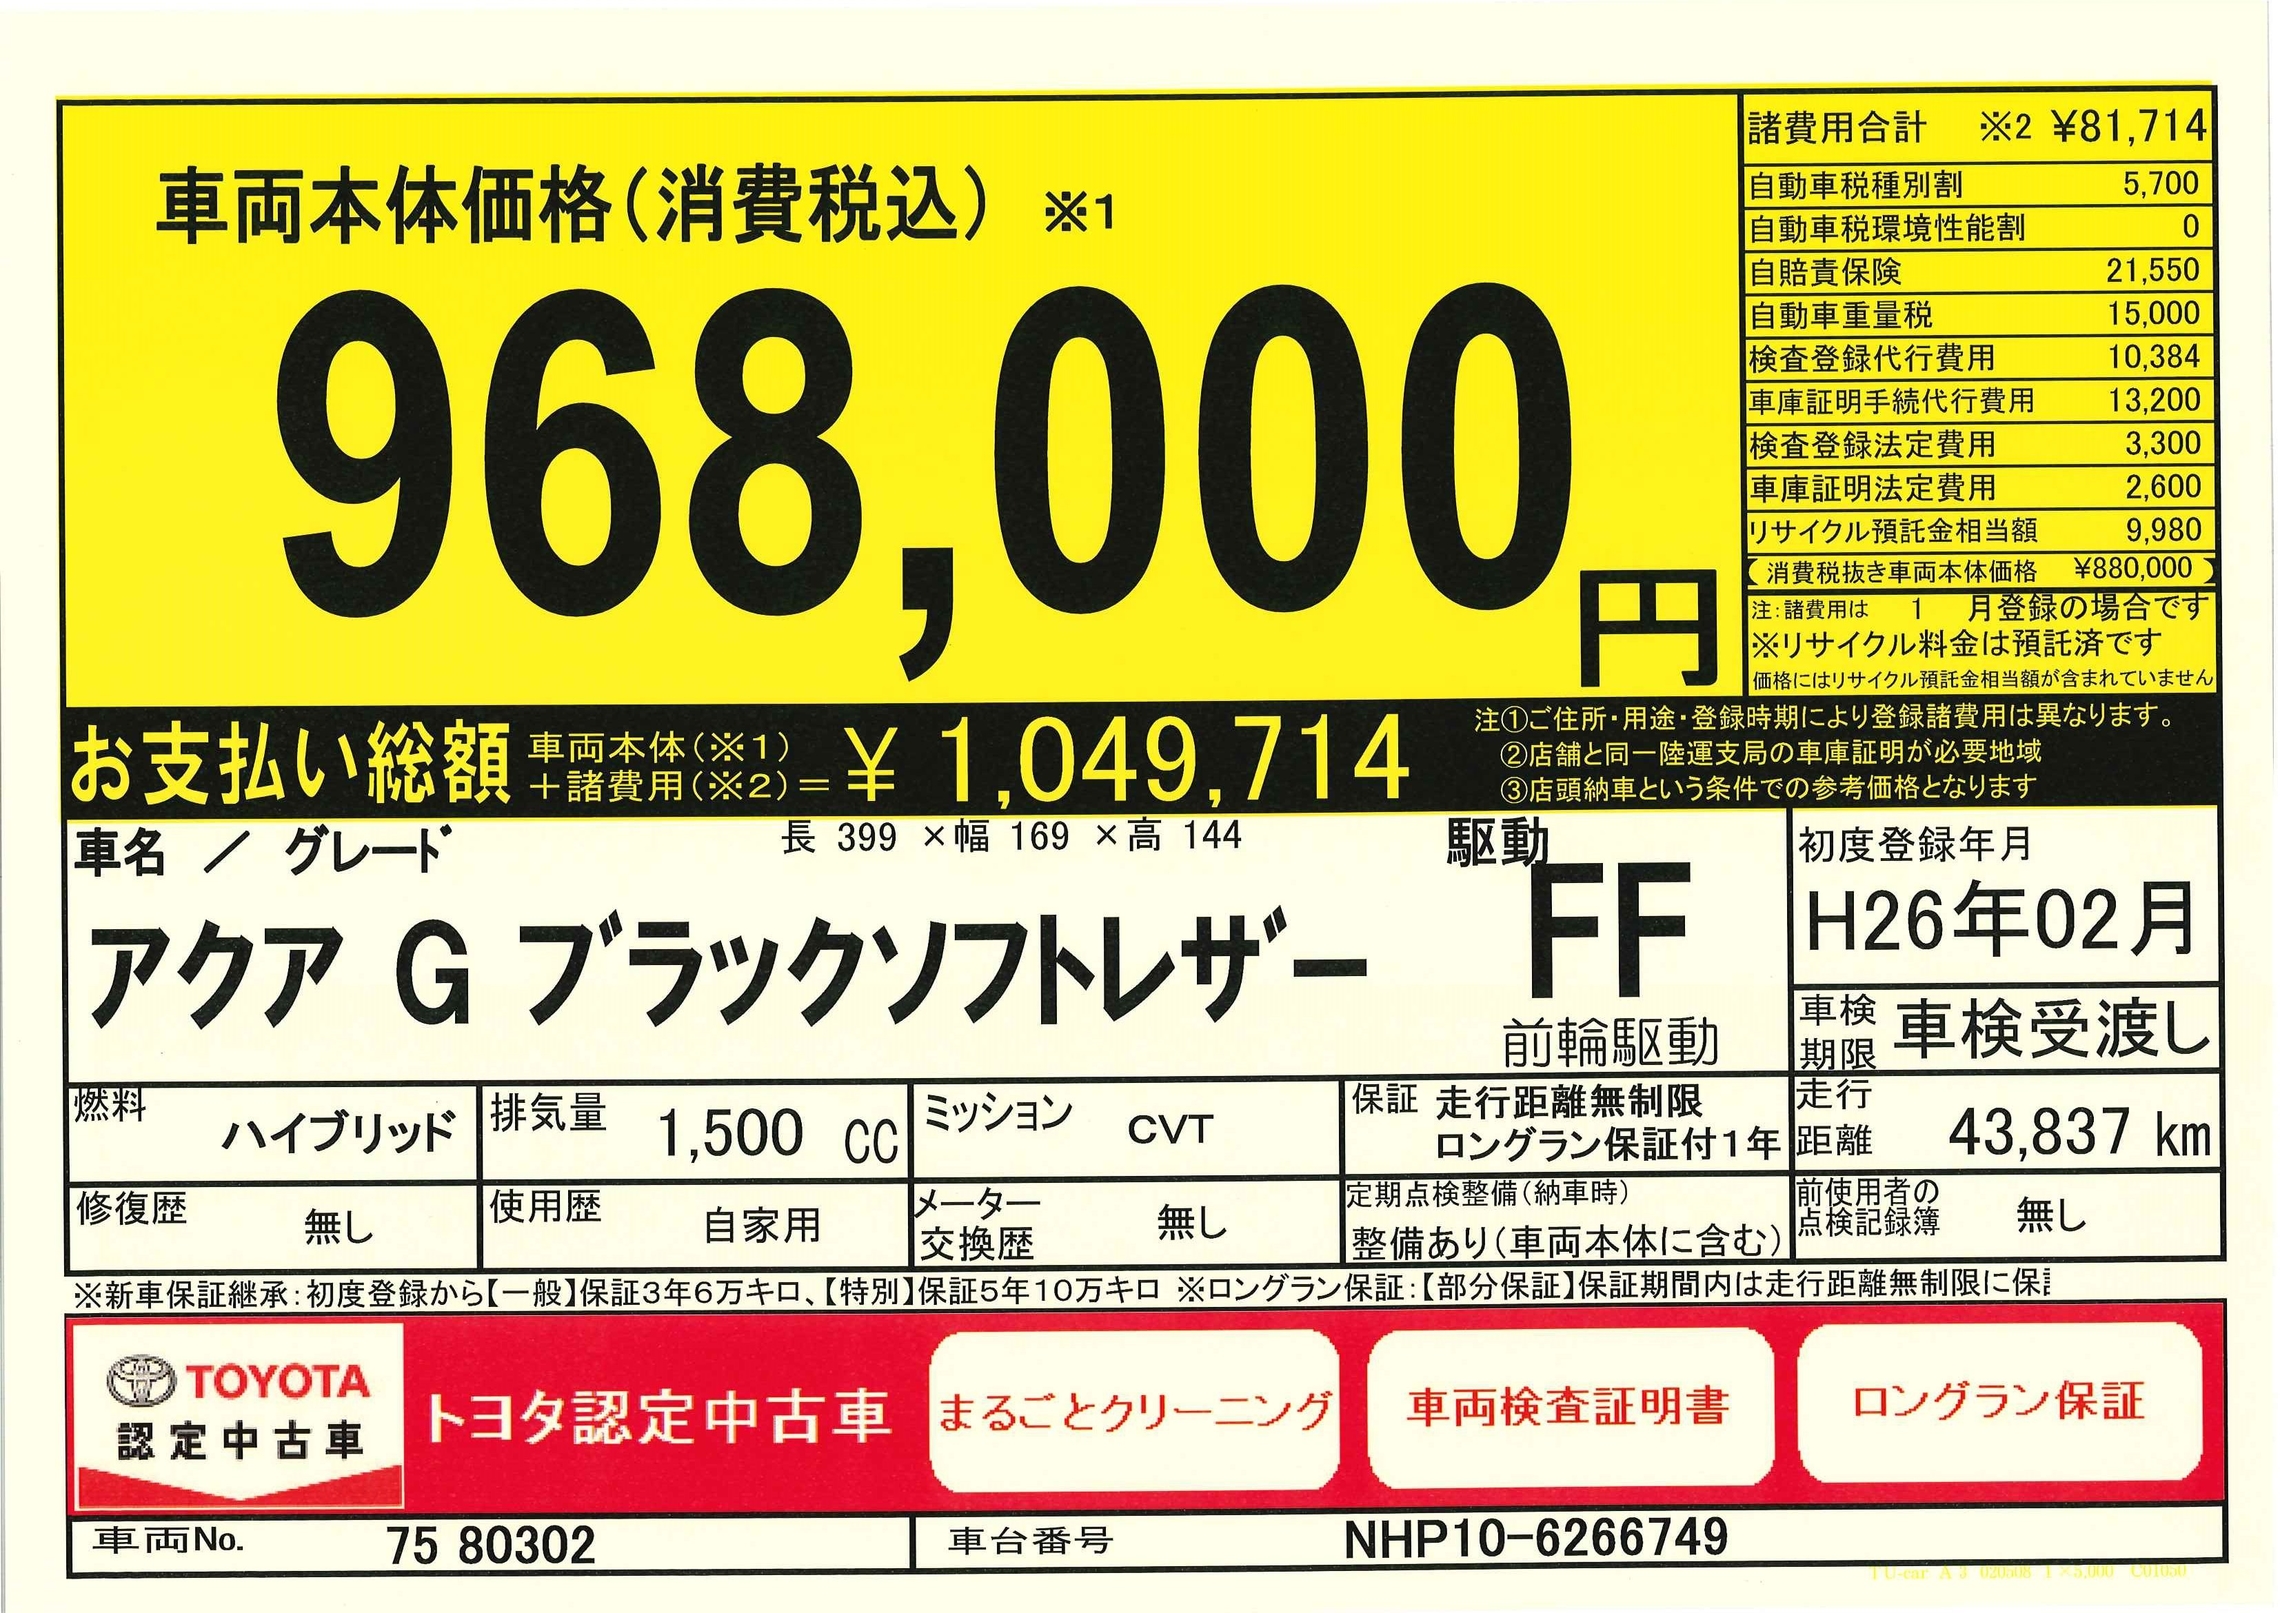 車両本体価格(消費税込) ※1
968,000円
諸費用合計 ※2 ¥81,714
自動車税種別割 5,700
自動車税環境性能割 0
自賠責保険 21,550
自動車重量税 15,000
検査登録代行費用 10,384
車庫証明手続代行費用 13,200
検査登録法定費用 3,300
車庫証明法定費用 2,600
リサイクル預託金相当額 9,980
(消費税抜き車両本体価格 ¥880,000)
注:諸費用は 1 月登録の場合です
※リサイクル料金は預託済です
価格にはリサイクル預託金相当額が含まれていません
お支払い総額 車両本体(※1)
+諸費用(※2)= ¥ 1,049,714
注①ご住所・用途・登録時期により登録諸費用は異なります。
②店舗と同一陸運支局の車庫証明が必要地域
③店頭納車という条件での参考価格となります
車名 / グレード
長 399 ×幅 169 ×高 144
アクア G ブラックソフトレザー
駆動
FF
前輪駆動
初度登録年月
H26年02月
車検期限 車検受渡し
燃料 ハイブリッド
排気量 1,500 CC
ミッション CVT
保証 走行距離無制限
ロングラン保証付1年
走行距離 43,837 km
修復歴 無し
使用歴 自家用
メーター交換歴 無し
定期点検整備(納車時)
整備あり(車両本体に含む)
前使用者の点検記録簿 無し
※新車保証継承:初度登録から【一般】保証3年6万キロ、【特別】保証5年10万キロ ※ロングラン保証:【部分保証】保証期間内は走行距離無制限に保
TOYOTA
認定中古車
トヨタ認定中古車
まるごとクリーニング
車両検査証明書
ロングラン保証
車両No. 75 80302
車台番号 NHP10-6266749
TU-car A3 020508 1×5,000 C01050